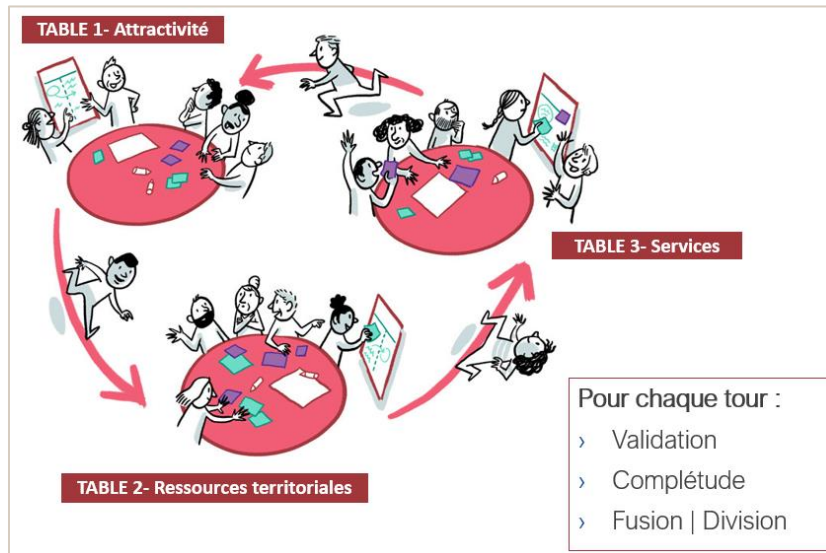 TABLE 1- Attractivité
TABLE 3- Services
TABLE 2- Ressources territoriales
Pour chaque tour :
› Validation
› Complétude
› Fusion | Division